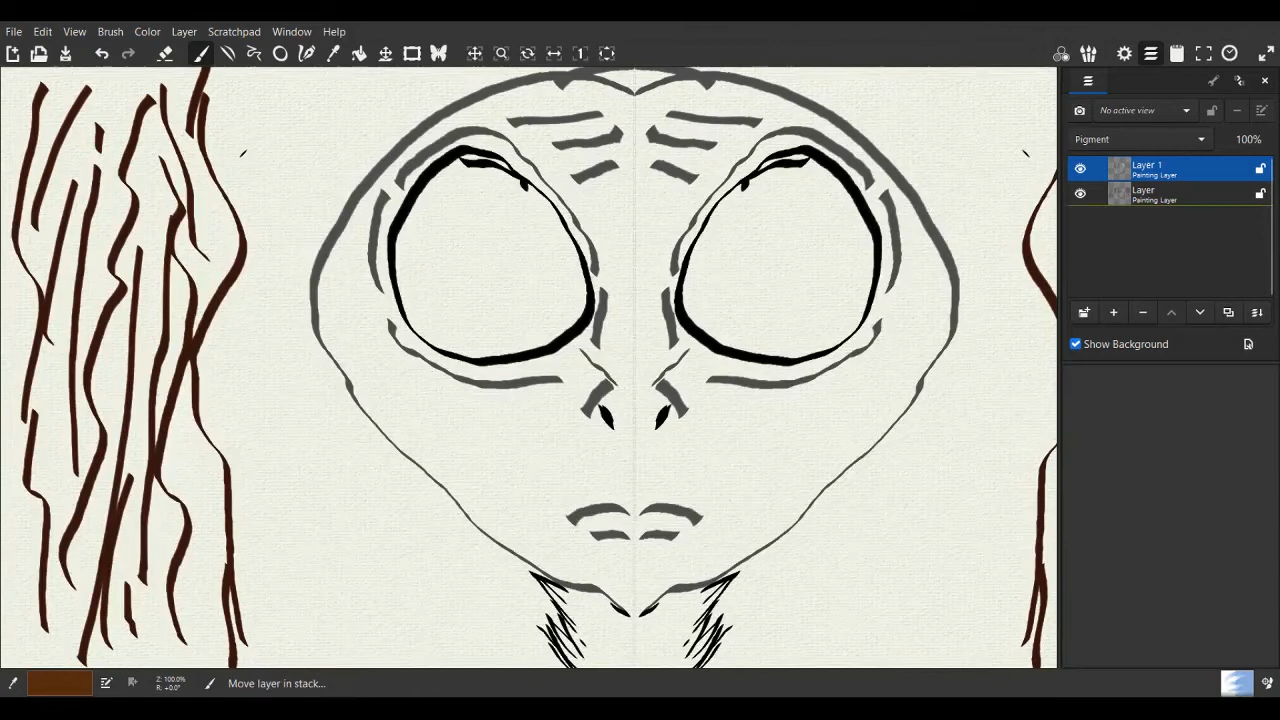 File Edit View Brush Color Layer Scratchpad Window Help
1
No active view
Pigment 100%
Layer 1
Painting Layer
Layer
Painting Layer
Show Background
Z: 100.0%
R: +0.0°
Move layer in stack...